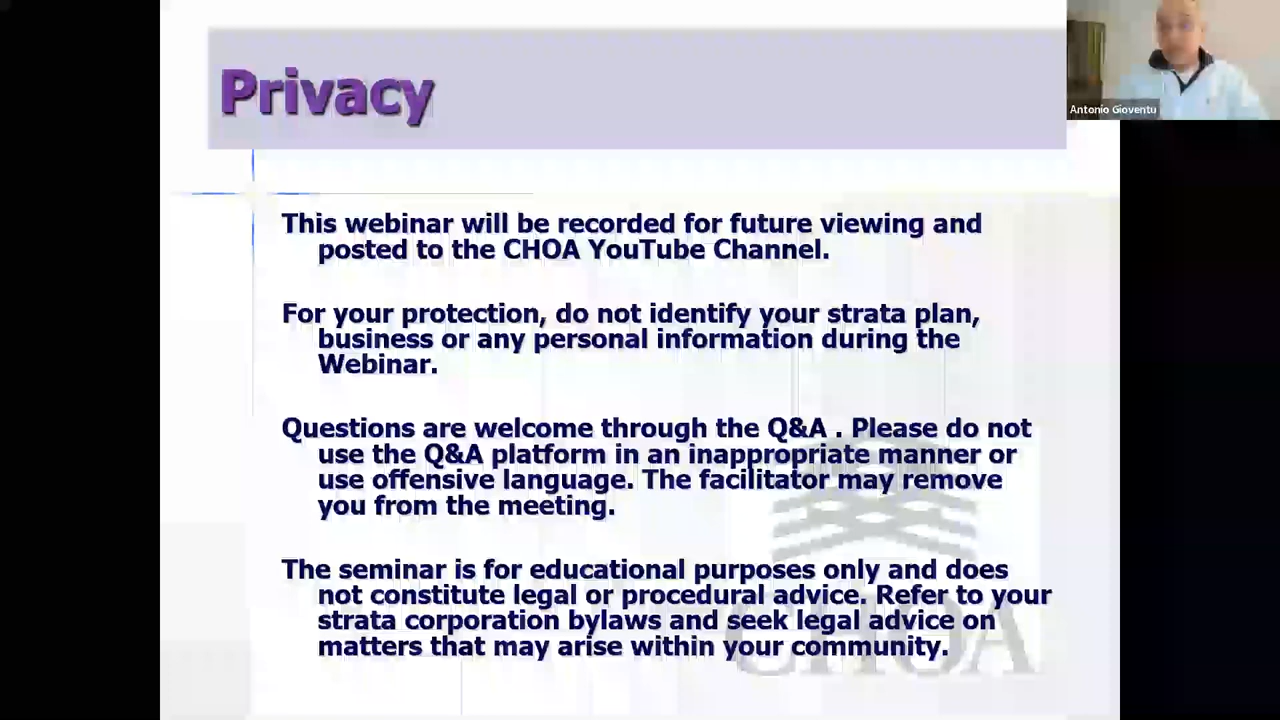 Privacy
Antonio Gioventu
This webinar will be recorded for future viewing and
posted to the CHOA YouTube Channel.
For your protection, do not identify your strata plan,
business or any personal information during the
Webinar.
Questions are welcome through the Q&A . Please do not
use the Q&A platform in an inappropriate manner or
use offensive language. The facilitator may remove
you from the meeting.
The seminar is for educational purposes only and does
not constitute legal or procedural advice. Refer to your
strata corporation bylaws and seek legal advice on
matters that may arise within your community.
CHOA